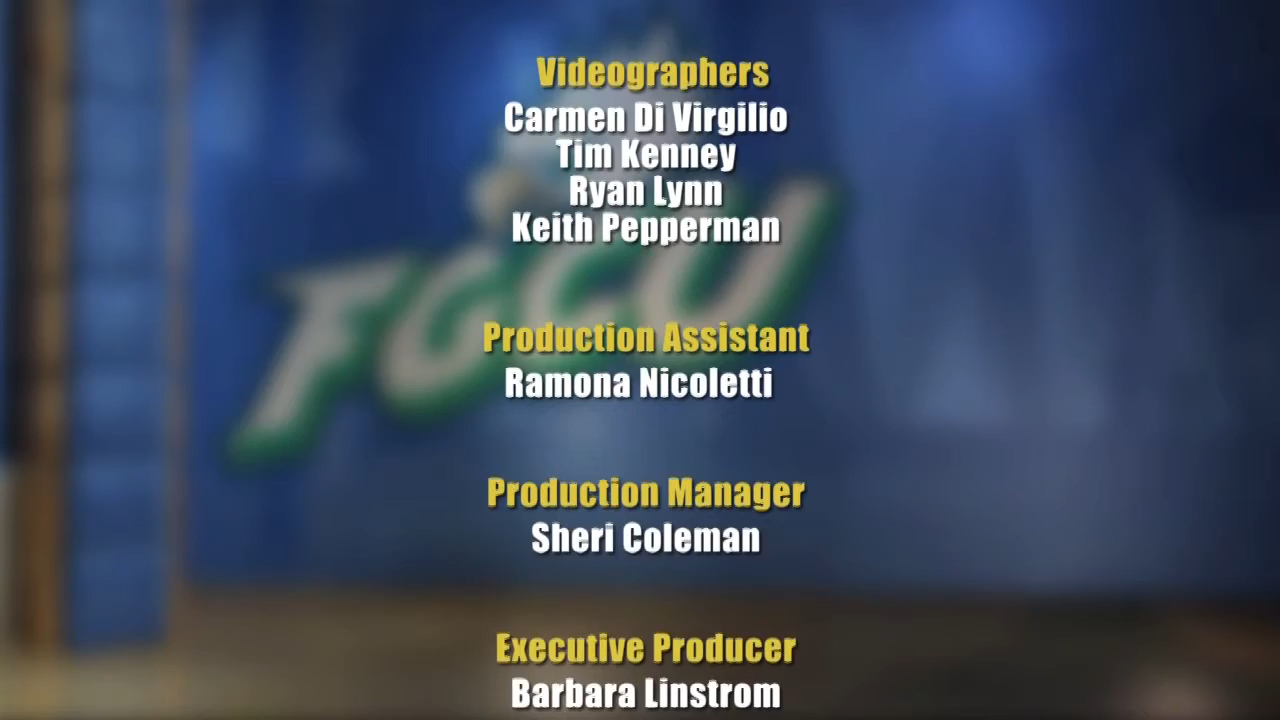 Videographers
Carmen Di Virgilio
Tim Kenney
Ryan Lynn
Keith Pepperman
FGCU
Production Assistant
Ramona Nicoletti
Production Manager
Sheri Coleman
Executive Producer
Barbara Linstrom